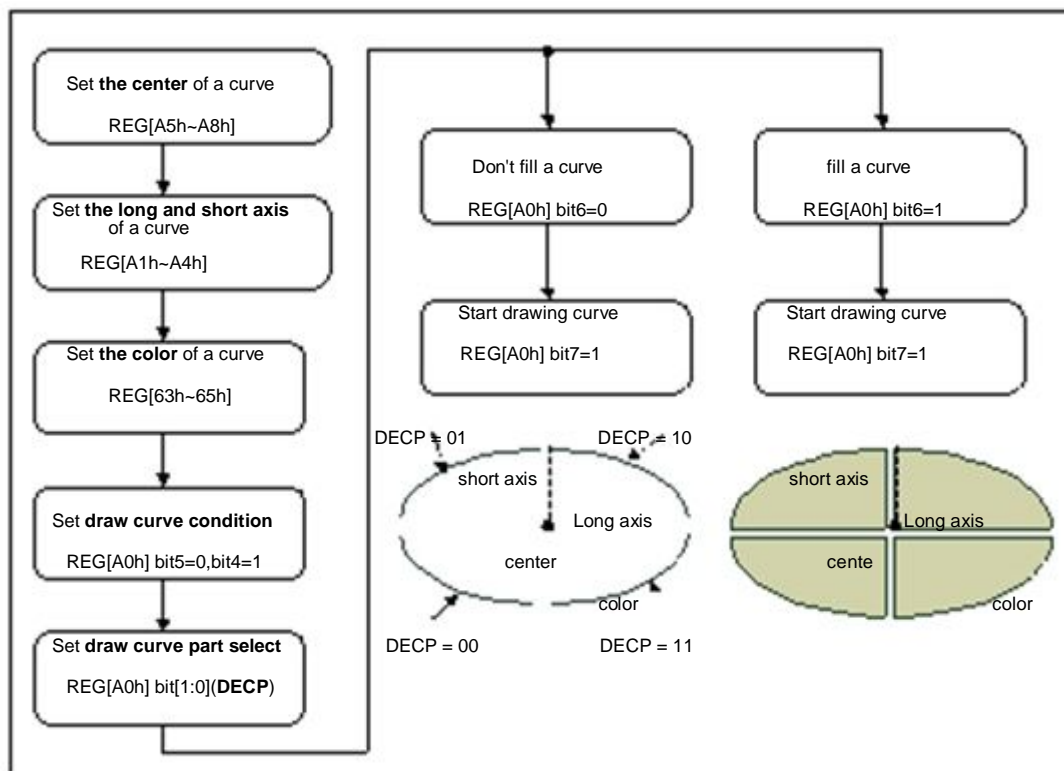 Set the center of a curve
REG[A5h~A8h]
Set the long and short axis
of a curve
REG[A1h~A4h]
Set the color of a curve
REG[63h~65h]
Set draw curve condition
REG[A0h] bit5=0,bit4=1
Set draw curve part select
REG[A0h] bit[1:0](DECP)
Don't fill a curve
REG[A0h] bit6=0
Start drawing curve
REG[A0h] bit7=1
fill a curve
REG[A0h] bit6=1
Start drawing curve
REG[A0h] bit7=1
DECP = 01
DECP = 10
short axis
Long axis
center
color
DECP = 00
DECP = 11
short axis
Long axis
cente
color